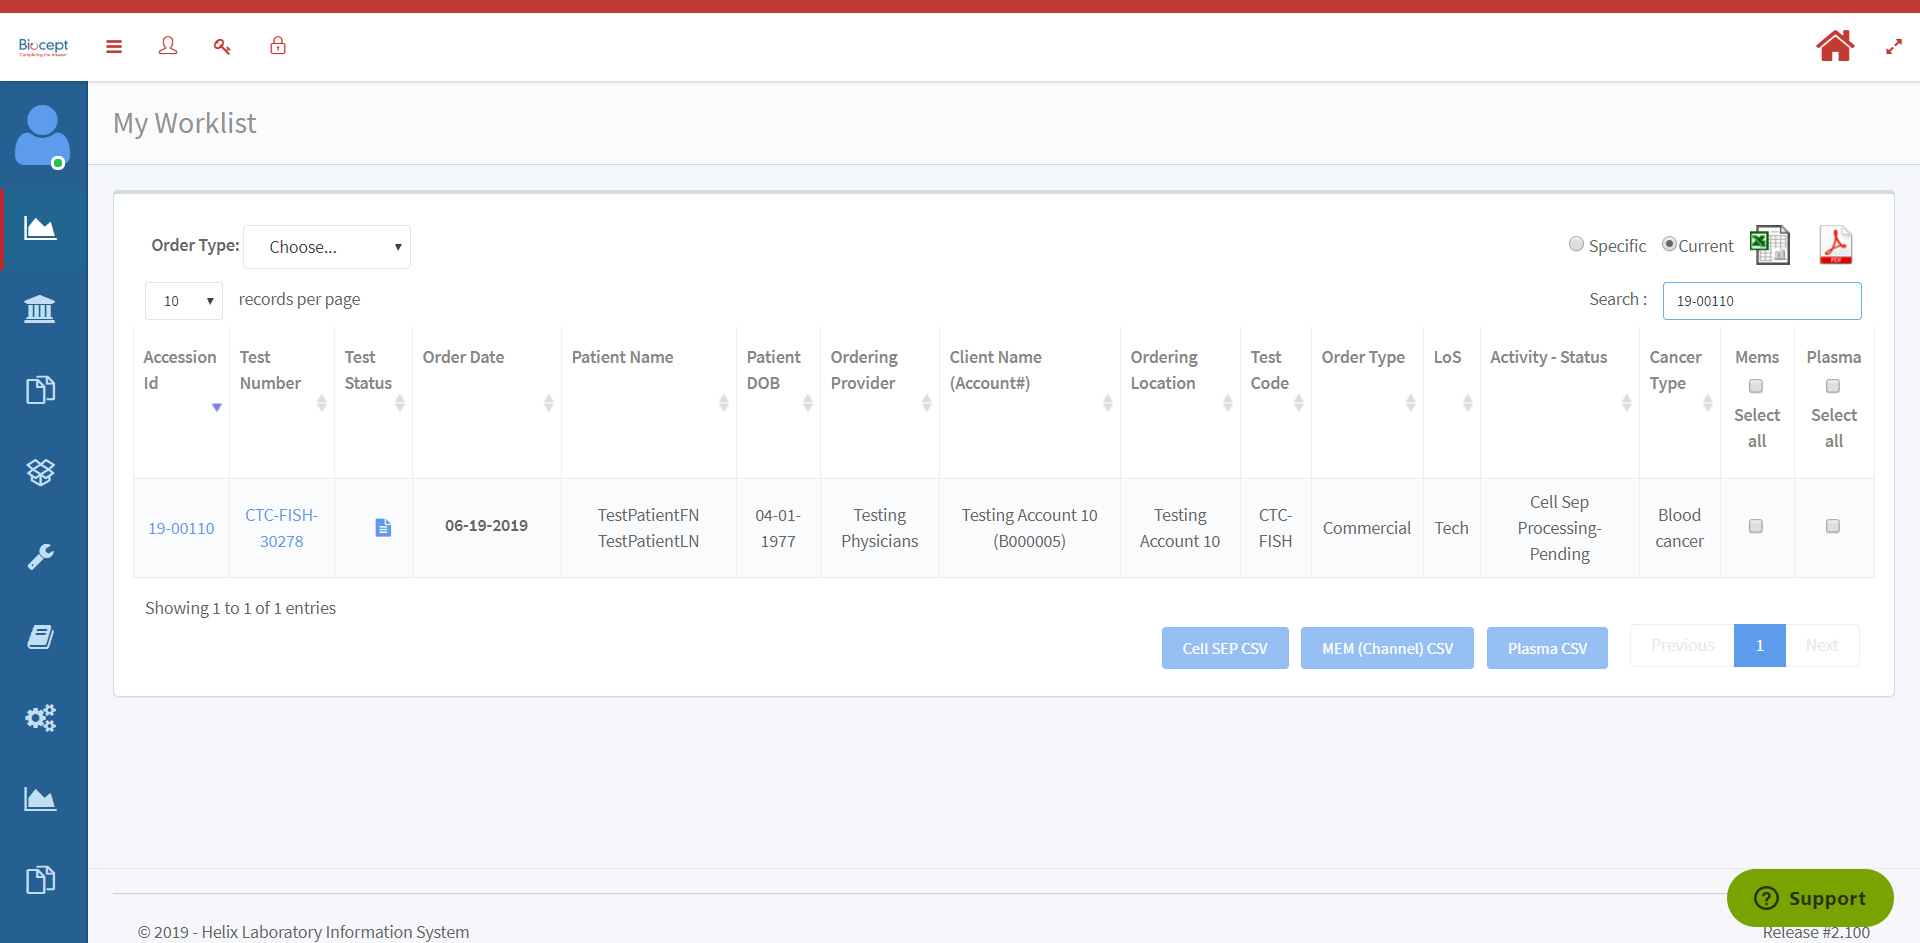 Biocept
My Worklist
Order Type: Choose...
Specific Current
PDF
10 records per page
Search : 19-00110
Accession Id
Test Number
Test Status
Order Date
Patient Name
Patient DOB
Ordering Provider
Client Name (Account#)
Ordering Location
Test Code
Order Type
LoS
Activity - Status
Cancer Type
Mems Select all
Plasma Select all
19-00110
CTC-FISH-
30278
06-19-2019
TestPatientFN
TestPatientLN
04-01-
1977
Testing
Physicians
Testing Account 10
(B000005)
Testing
Account 10
CTC-
FISH
Commercial
Tech
Cell Sep
Processing-
Pending
Blood
cancer
Showing 1 to 1 of 1 entries
Cell SEP CSV
MEM (Channel) CSV
Plasma CSV
Previous 1 Next
? Support
© 2019 - Helix Laboratory Information System
Release #2.100